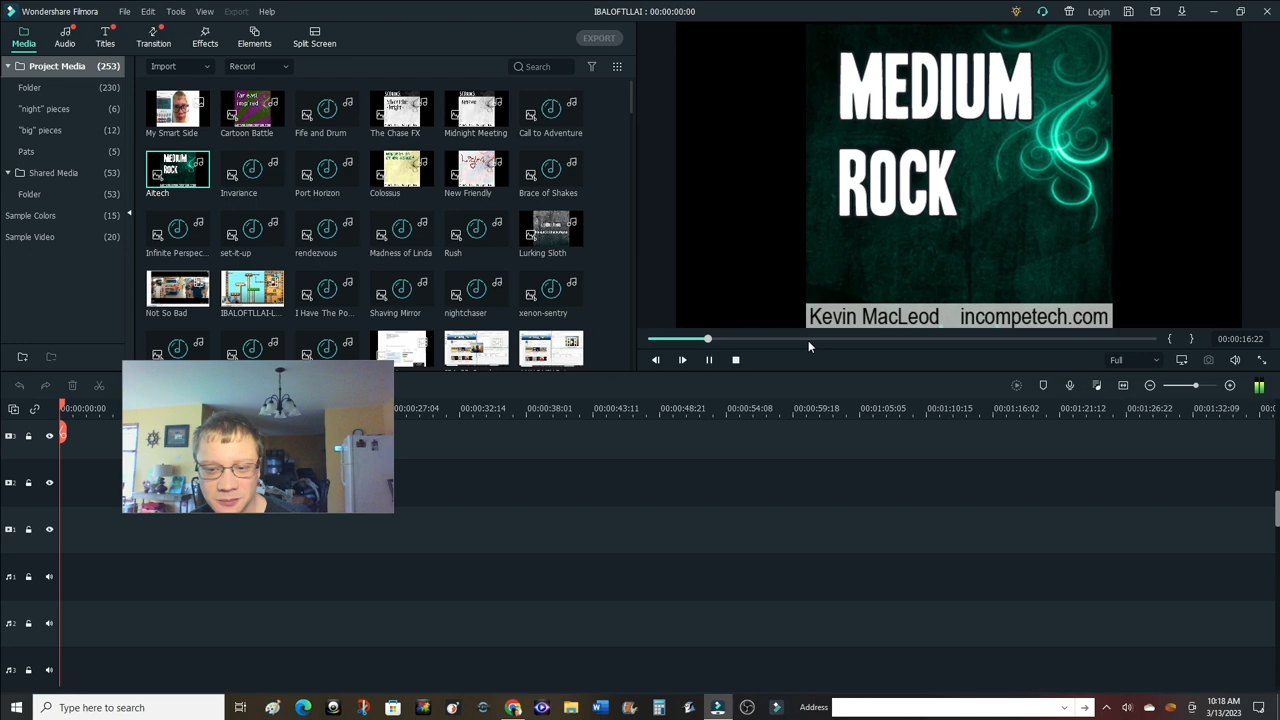 Wondershare Filmora File Edit Tools View Export Help IBALOFTLLAI : 00:00:00:00 Login
Media Audio Titles Transition Effects Elements Split Screen EXPORT
Project Media (253) Import Record Search
Folder (230)
"night" pieces (6)
"big" pieces (12)
Pats (5)
Shared Media (53)
Folder (53)
Sample Colors (15)
Sample Video (20)
My Smart Side Cartoon Battle Fife and Drum The Chase FX Midnight Meeting Call to Adventure
Aitech Invariance Port Horizon Colossus New Friendly Brace of Shakes
Infinite Perspec... set-it-up rendezvous Madness of Linda Rush Lurking Sloth
Not So Bad IBALOFTLLAI-L... I Have The Po... Shaving Mirror nightchaser xenon-sentry
MEDIUM
ROCK
Kevin MacLeod incompetech.com
{ } 00:00:16:22
Full
00:00:00:00 00:00:27:04 00:00:32:14 00:00:38:01 00:00:43:11 00:00:48:21 00:00:54:08 00:00:59:18 00:01:05:05 00:01:10:15 00:01:16:02 00:01:21:12 00:01:26:22 00:01:32:09
3
2
1
1
2
3
Type here to search Address 10:18 AM
3/13/2023